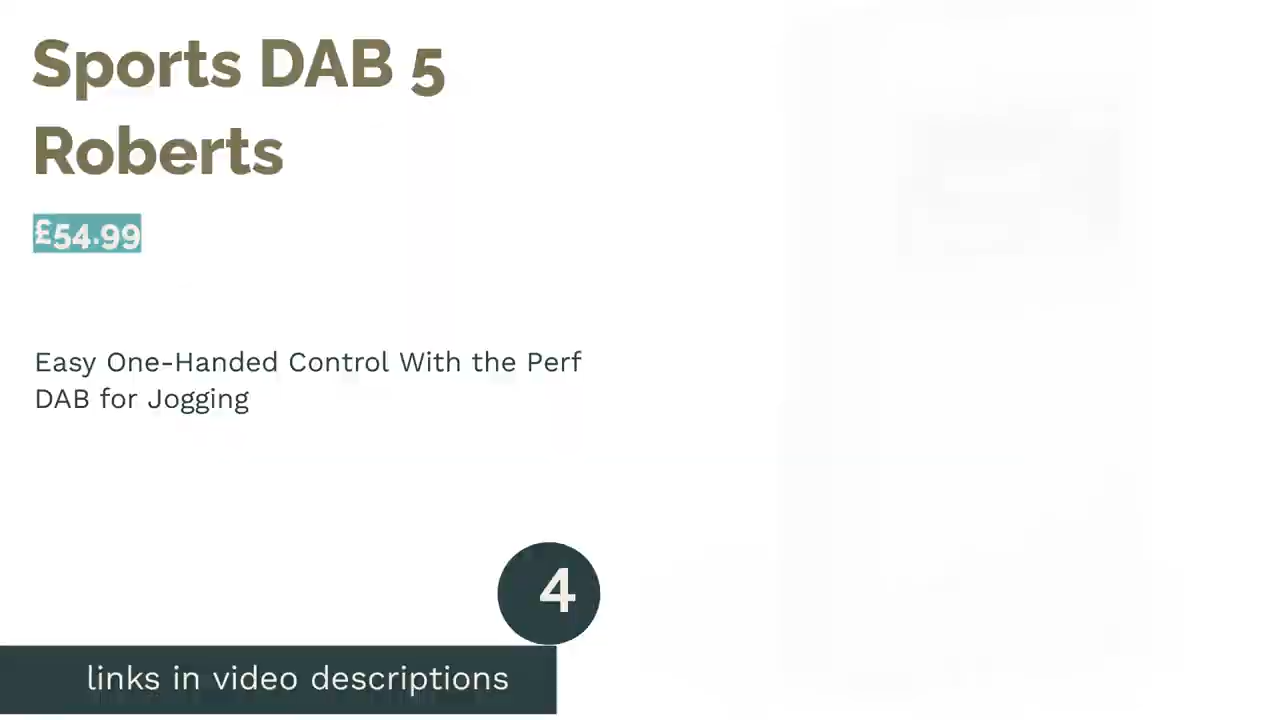 Sports DAB 5
Roberts
£54.99
Easy One-Handed Control With the Perf
DAB for Jogging
4
links in video descriptions